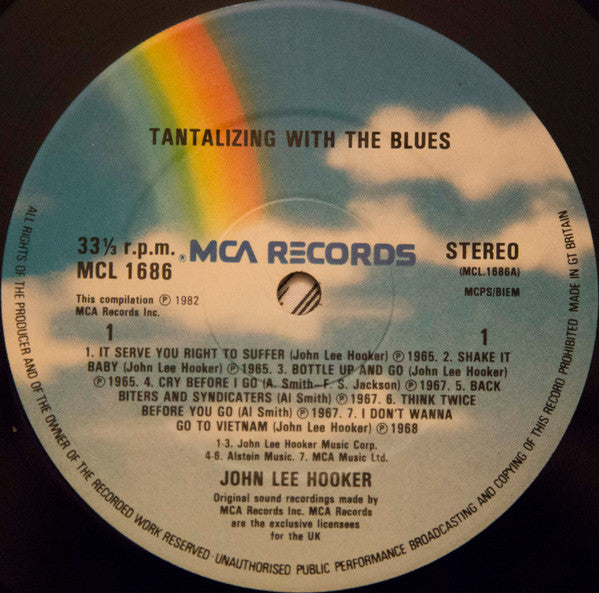 TANTALIZING WITH THE BLUES
33⅓ r.p.m.
MCL 1686
® MCA RECORDS
STEREO
(MCL.1686A)
MCPS/BIEM
This compilation ℗ 1982
MCA Records Inc.
1
1
1. IT SERVE YOU RIGHT TO SUFFER (John Lee Hooker) ℗ 1965. 2. SHAKE IT
BABY (John Lee Hooker) ℗ 1965. 3. BOTTLE UP AND GO (John Lee Hooker)
℗ 1965. 4. CRY BEFORE I GO (A. Smith–F. S. Jackson) ℗ 1967. 5. BACK
BITERS AND SYNDICATERS (Al Smith) ℗ 1967. 6. THINK TWICE
BEFORE YOU GO (Al Smith) ℗ 1967. 7. I DON'T WANNA
GO TO VIETNAM (John Lee Hooker) ℗ 1968
1-3. John Lee Hooker Music Corp.
4-6. Alstein Music. 7. MCA Music Ltd.
JOHN LEE HOOKER
Original sound recordings made by
MCA Records Inc. MCA Records
are the exclusive licensees
for the UK
ALL RIGHTS OF THE PRODUCER AND OF THE OWNER OF THE RECORDED WORK RESERVED · UNAUTHORISED PUBLIC PERFORMANCE BROADCASTING AND COPYING OF THIS RECORD PROHIBITED MADE IN GT BRITAIN